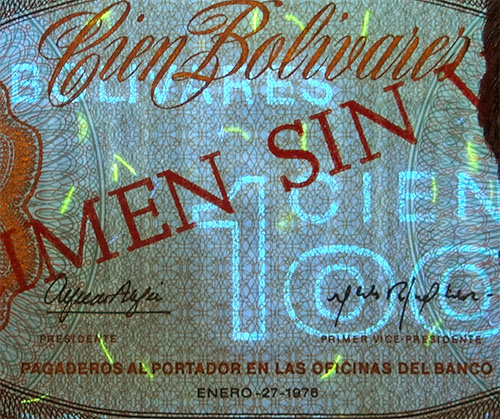 Cien Bolívares
BOLIVARES
IMEN SIN
CIEN
100
PRESIDENTE
PRIMER VICE-PRESIDENTE
PAGADEROS AL PORTADOR EN LAS OFICINAS DEL BANCO
ENERO-27-1976